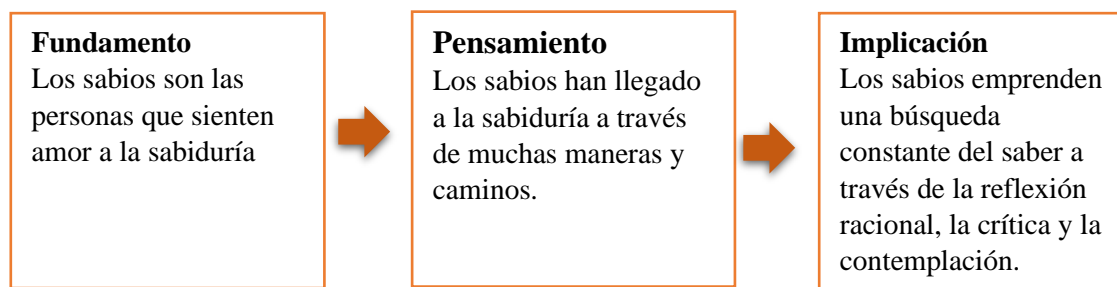 Fundamento
Los sabios son las
personas que sienten
amor a la sabiduría
Pensamiento
Los sabios han llegado
a la sabiduría a través
de muchas maneras y
caminos.
Implicación
Los sabios emprenden
una búsqueda
constante del saber a
través de la reflexión
racional, la crítica y la
contemplación.